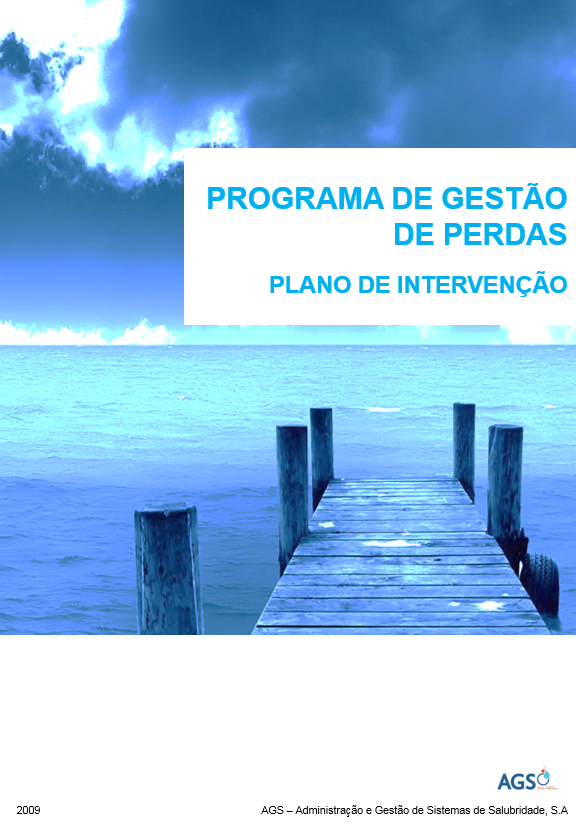 PROGRAMA DE GESTÃO
DE PERDAS
PLANO DE INTERVENÇÃO
AGS
2009
AGS – Administração e Gestão de Sistemas de Salubridade, S.A